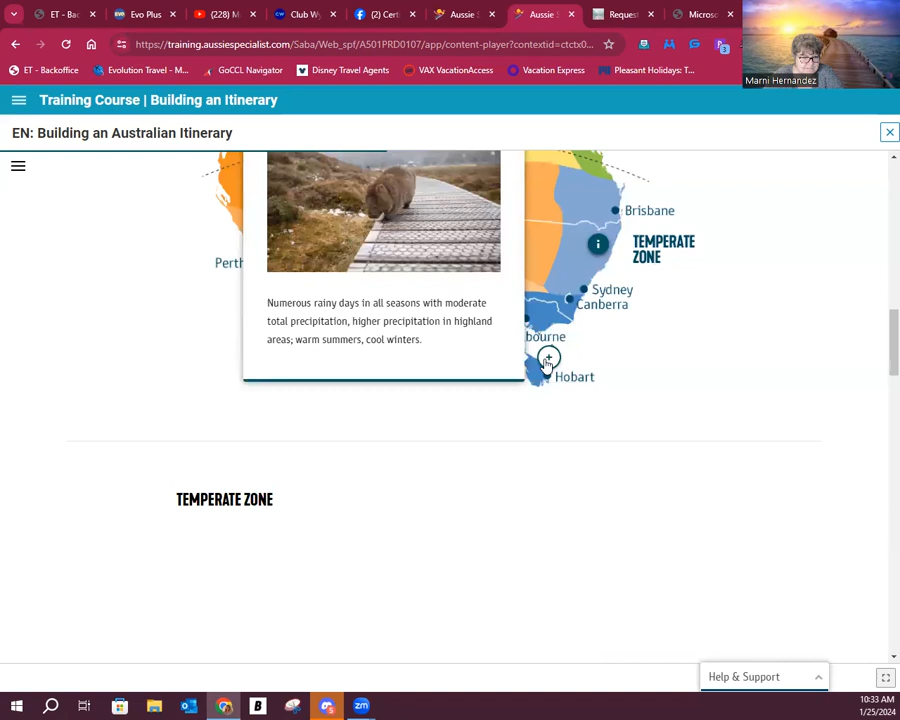 ET - Bac
Evo Plus
(228) M
Club W
(2) Certi
Aussie S
Aussie S
Request
Microso
https://training.aussiespecialist.com/Saba/Web_spf/A501PRD0107/app/content-player?contextid=ctctx0...
3
ET - Backoffice
Evolution Travel - M...
GoCCL Navigator
Disney Travel Agents
VAX VacationAccess
Vacation Express
Pleasant Holidays: T...
Marni Hernandez
Training Course | Building an Itinerary
EN: Building an Australian Itinerary
Brisbane
TEMPERATE
ZONE
Perth
Sydney
Canberra
bourne
Hobart
Numerous rainy days in all seasons with moderate
total precipitation, higher precipitation in highland
areas; warm summers, cool winters.
TEMPERATE ZONE
Help & Support
10:33 AM
1/25/2024